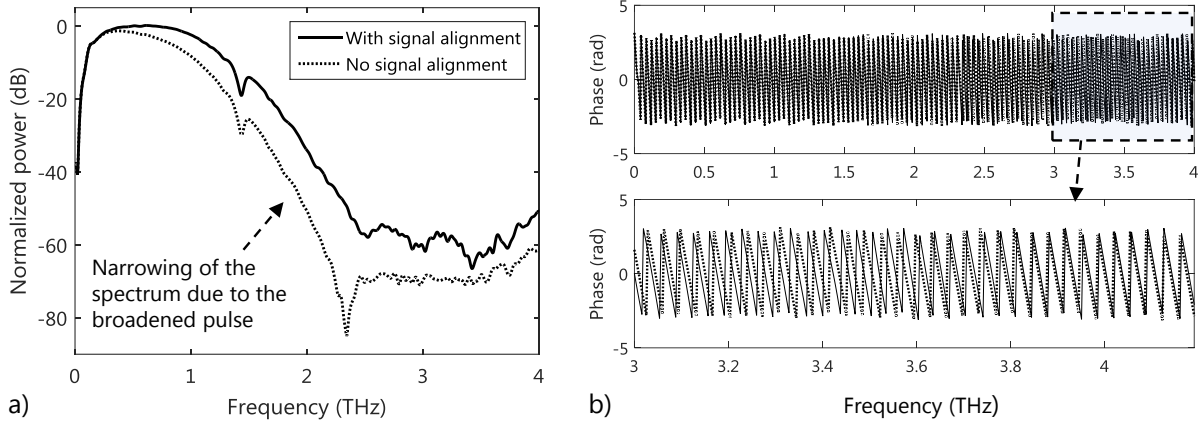 0
-20
-40
-60
-80
Normalized power (dB)
With signal alignment
No signal alignment
Narrowing of the
spectrum due to the
broadened pulse
0 1 2 3 4
Frequency (THz)
a)
5
0
-5
Phase (rad)
0 0.5 1 1.5 2 2.5 3 3.5 4
5
0
-5
Phase (rad)
3 3.2 3.4 3.6 3.8 4
Frequency (THz)
b)